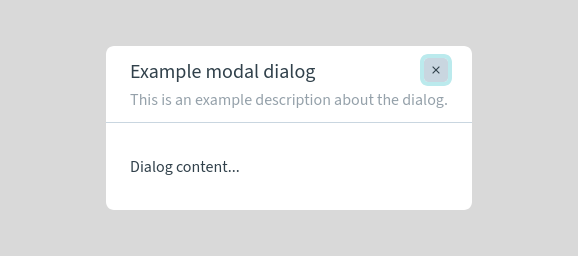 Example modal dialog ×
This is an example description about the dialog.
Dialog content...